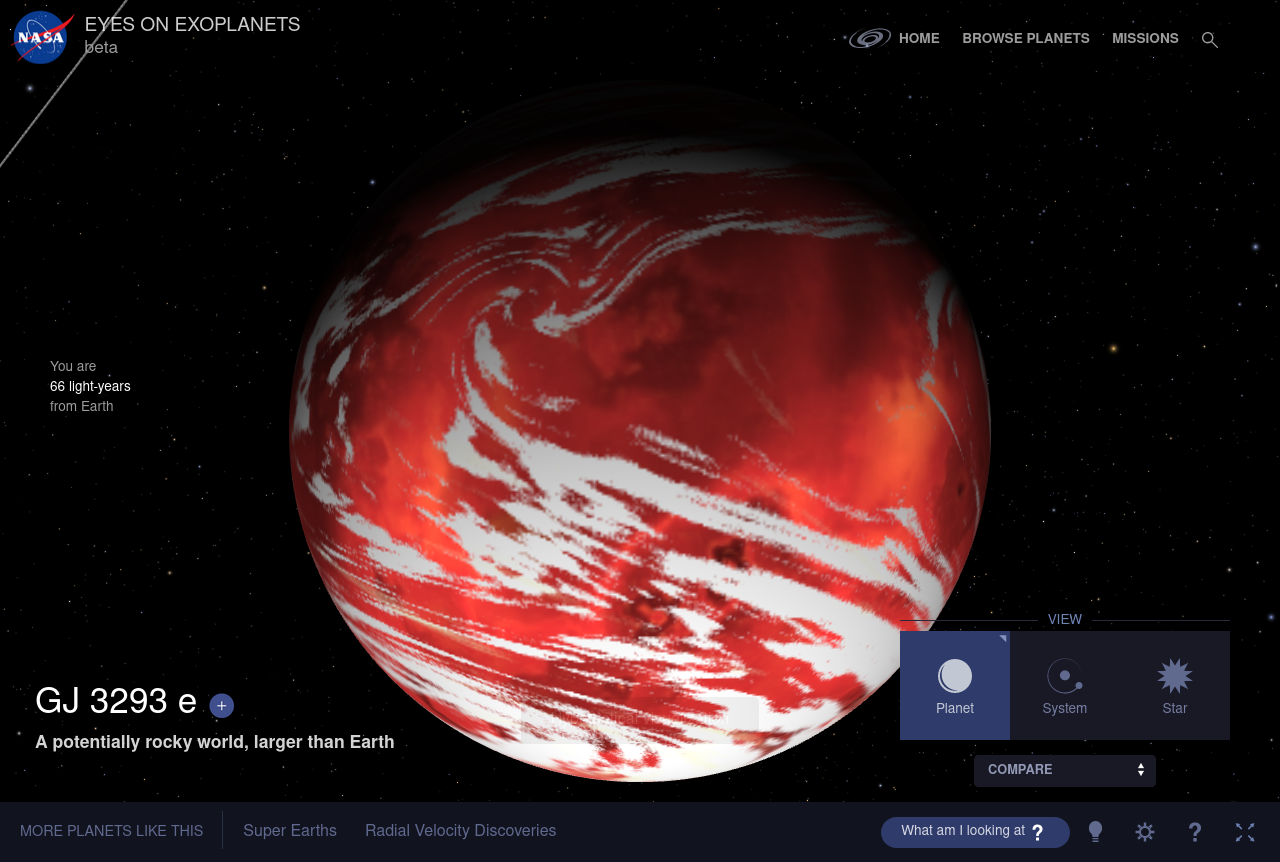 NASA
EYES ON EXOPLANETS
beta
HOME
BROWSE PLANETS
MISSIONS
You are
66 light-years
from Earth
VIEW
Planet
System
Star
GJ 3293 e +
A potentially rocky world, larger than Earth
COMPARE
MORE PLANETS LIKE THIS
Super Earths
Radial Velocity Discoveries
What am I looking at ?
?